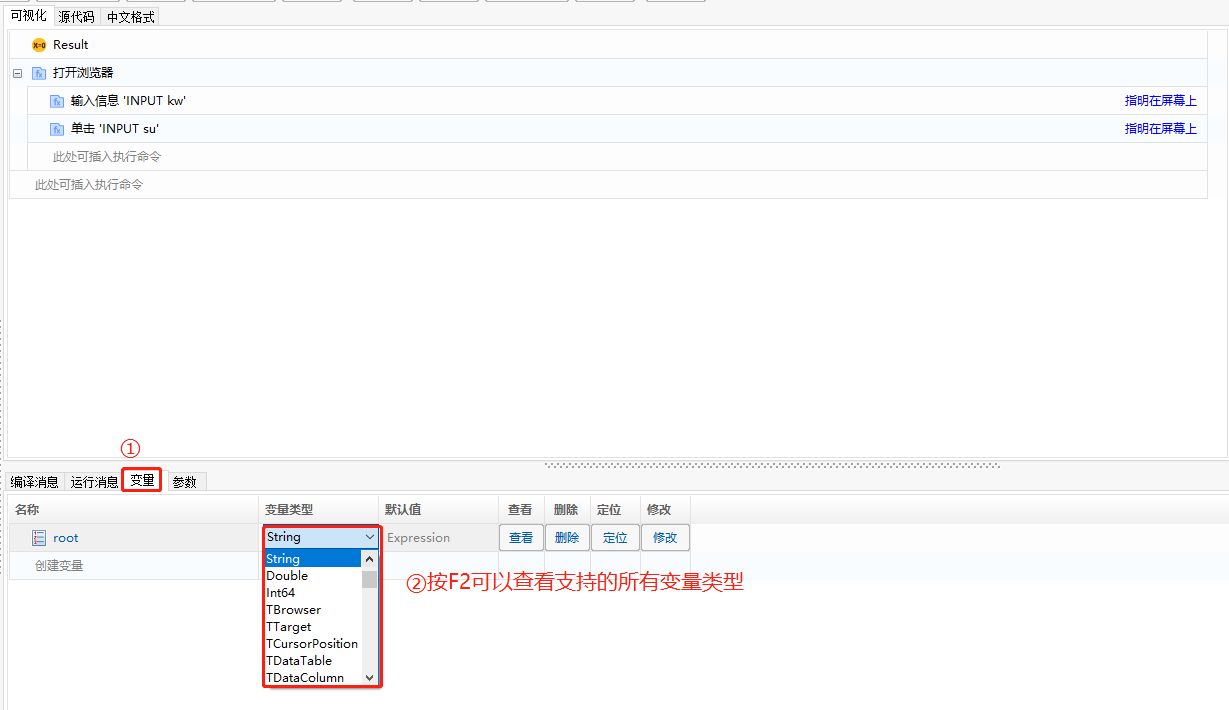 可视化 源代码 中文格式
X=0 Result
fx 打开浏览器
fx 输入信息 'INPUT kw' 指明在屏幕上
fx 单击 'INPUT su' 指明在屏幕上
此处可插入执行命令
此处可插入执行命令
①
编译消息 运行消息 变量 参数
名称 变量类型 默认值 查看 删除 定位 修改
root String Expression 查看 删除 定位 修改
创建变量
String
Double
Int64
TBrowser
TTarget
TCursorPosition
TDataTable
TDataColumn
②按F2可以查看支持的所有变量类型